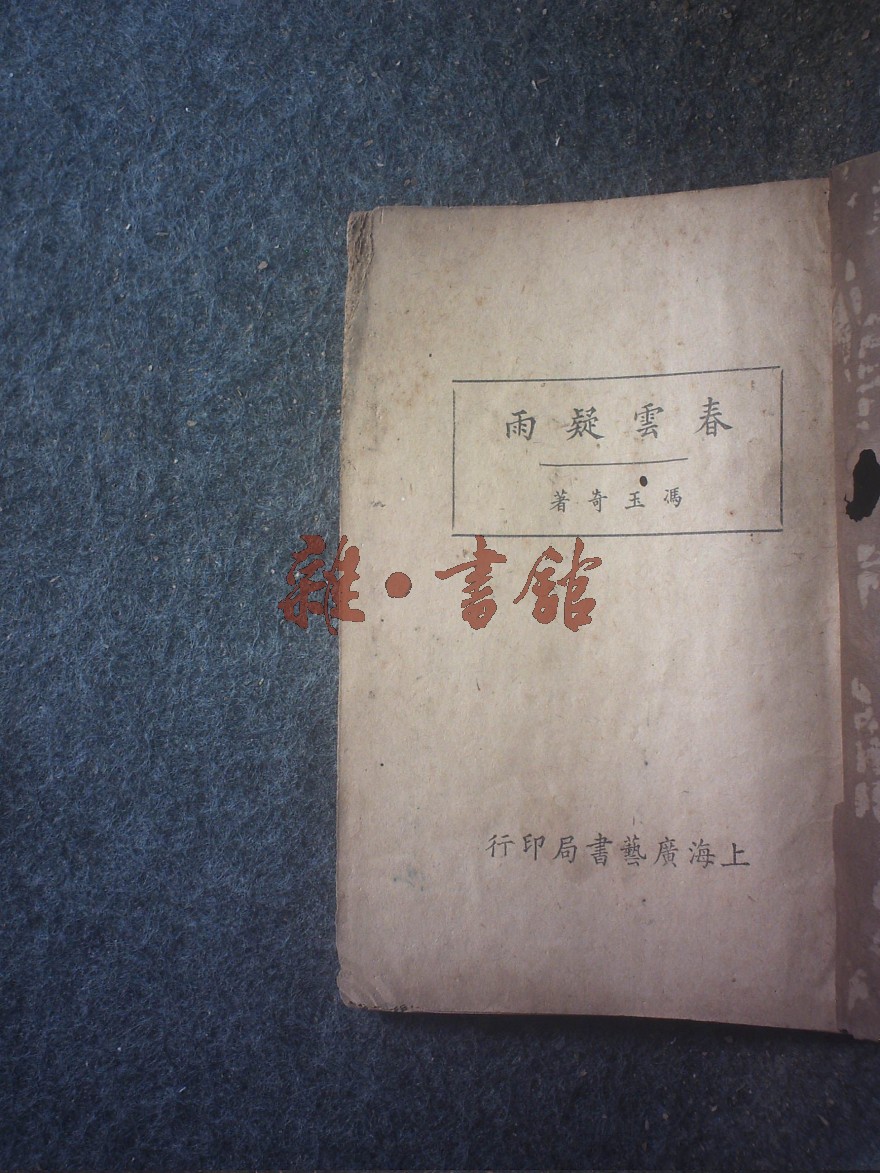 春雲疑雨
馮玉奇著
雜·書館
上海廣藝書局印行